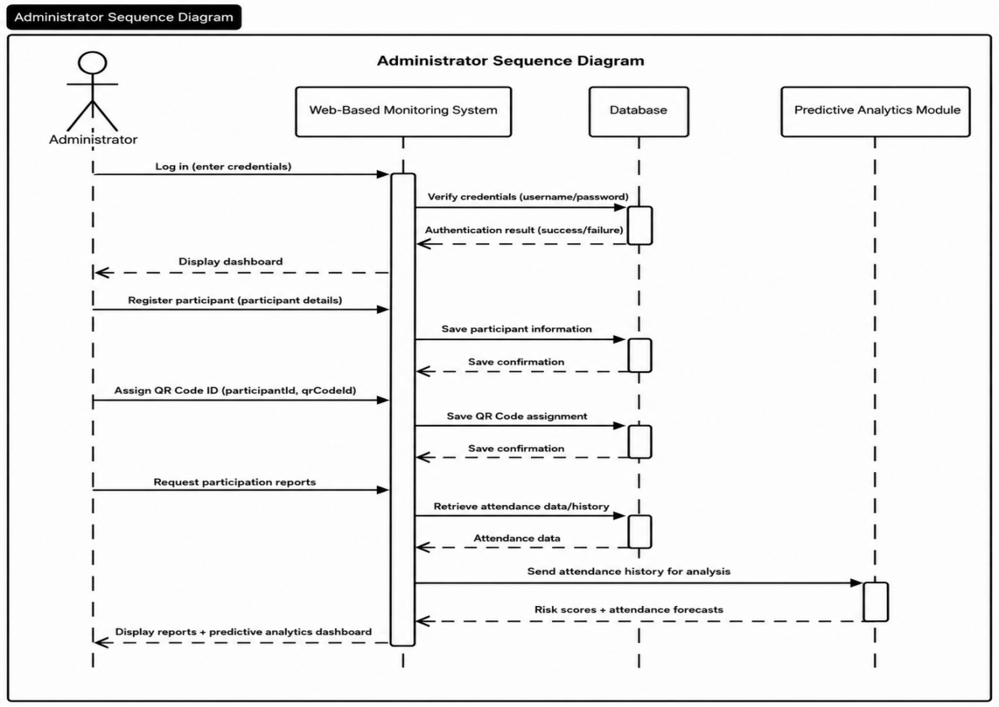 Administrator Sequence Diagram
Administrator Sequence Diagram
Web-Based Monitoring System
Database
Predictive Analytics Module
Administrator
Log in (enter credentials)
Verify credentials (username/password)
Authentication result (success/failure)
Display dashboard
Register participant (participant details)
Save participant information
Save confirmation
Assign QR Code ID (participantId, qrCodeId)
Save QR Code assignment
Save confirmation
Request participation reports
Retrieve attendance data/history
Attendance data
Send attendance history for analysis
Risk scores + attendance forecasts
Display reports + predictive analytics dashboard